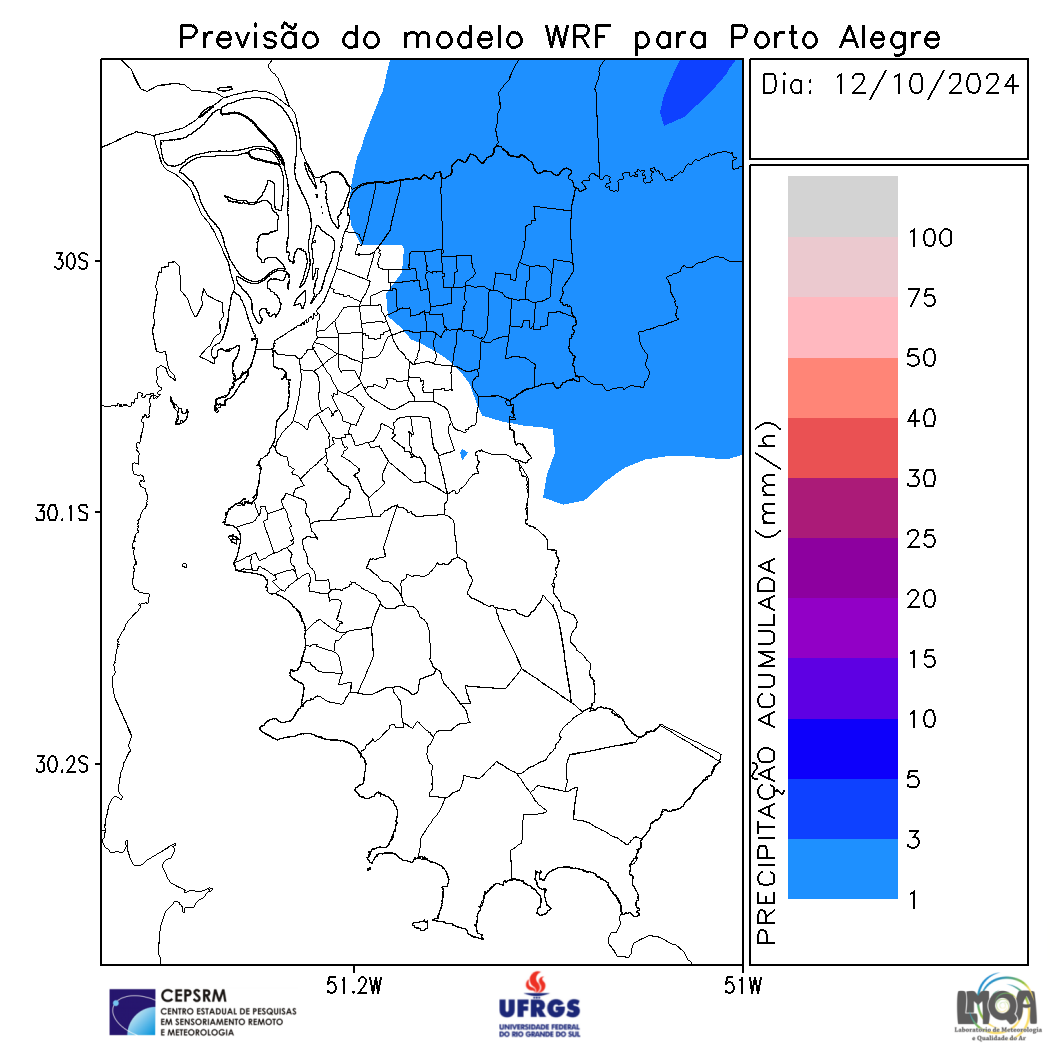 Previsão do modelo WRF para Porto Alegre
Dia: 12/10/2024
30S
30.1S
30.2S
51.2W
51W
PRECIPITAÇÃO ACUMULADA (mm/h)
100
75
50
40
30
25
20
15
10
5
3
1
CEPSRM
CENTRO ESTADUAL DE PESQUISAS
EM SENSORIAMENTO REMOTO
E METEOROLOGIA
UFRGS
UNIVERSIDADE FEDERAL
DO RIO GRANDE DO SUL
LMQA
Laboratório de Meteorologia
e Qualidade do Ar